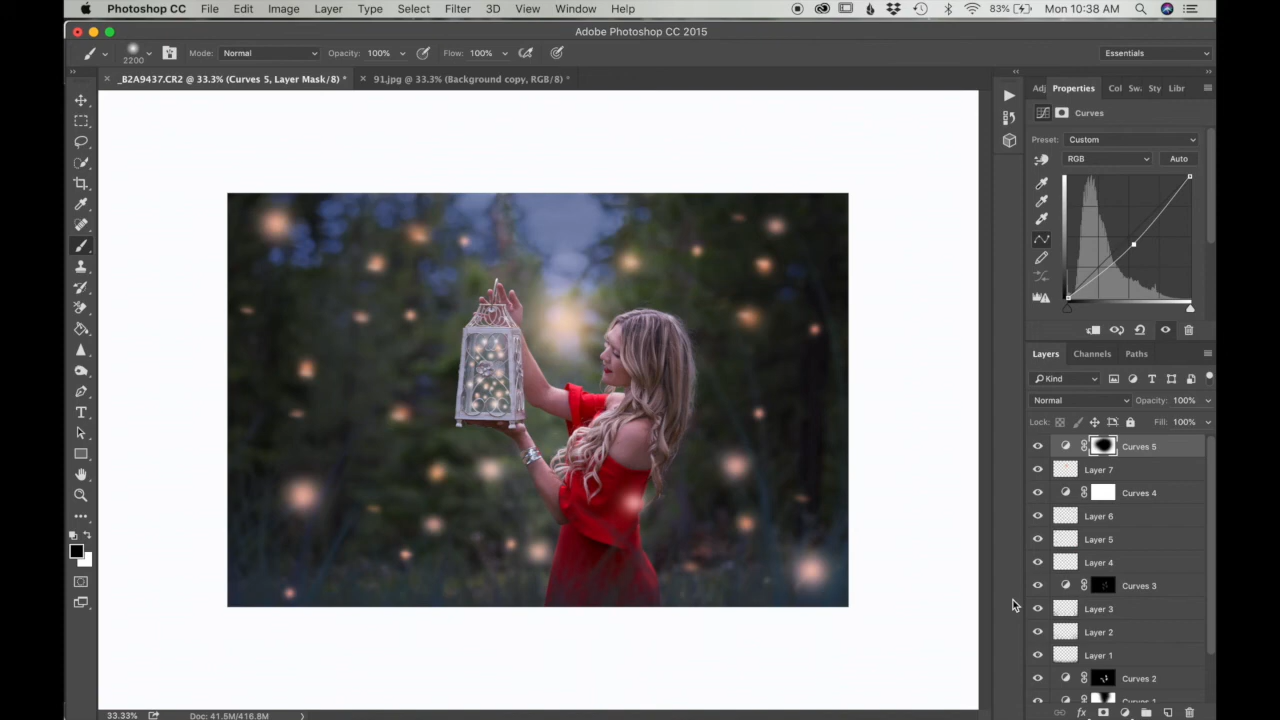 Photoshop CC File Edit Image Layer Type Select Filter 3D View Window Help 83% Mon 10:38 AM
Adobe Photoshop CC 2015
2200 Mode: Normal Opacity: 100% Flow: 100% Essentials
_B2A9437.CR2 @ 33.3% (Curves 5, Layer Mask/8) * 91.jpg @ 33.3% (Background copy, RGB/8) *
Adj Properties Col Swa Sty Libr
Curves
Preset: Custom
RGB Auto
Layers Channels Paths
Kind
Normal Opacity: 100%
Lock: Fill: 100%
Curves 5
Layer 7
Curves 4
Layer 6
Layer 5
Layer 4
Curves 3
Layer 3
Layer 2
Layer 1
Curves 2
Curves 1
33.33% Doc: 41.5M/416.8M